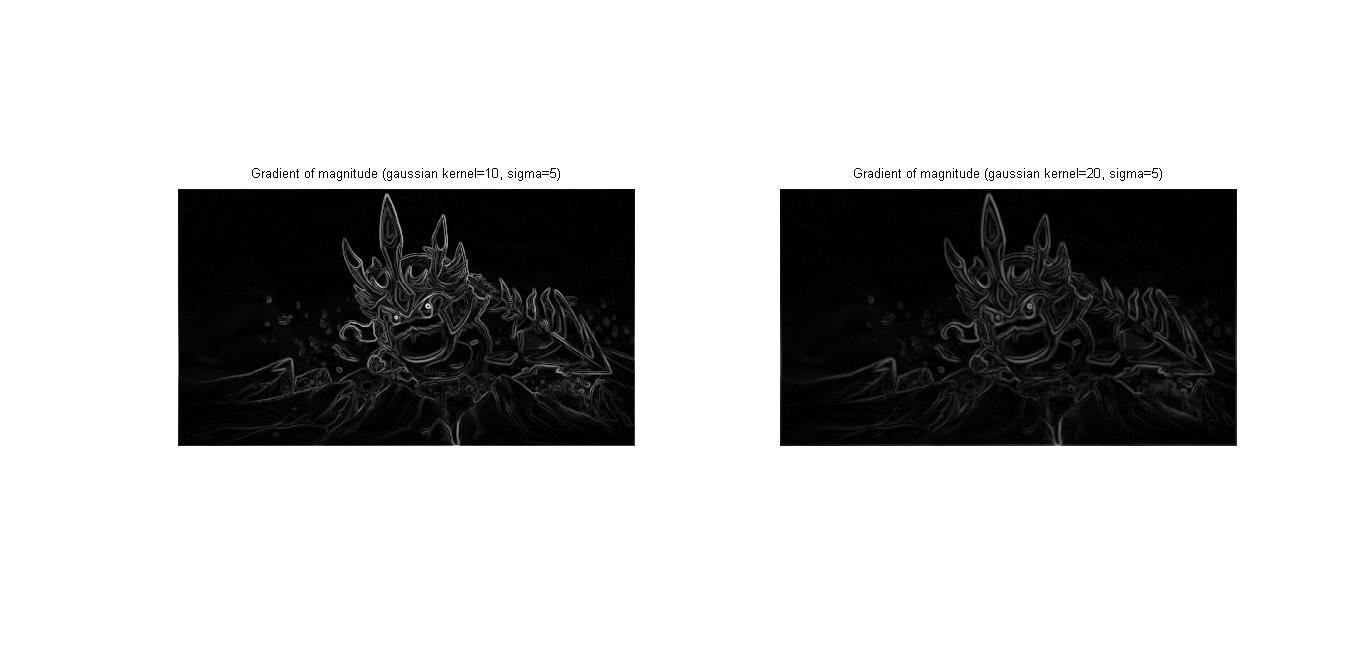 Gradient of magnitude (gaussian kernel=10, sigma=5)
Gradient of magnitude (gaussian kernel=20, sigma=5)